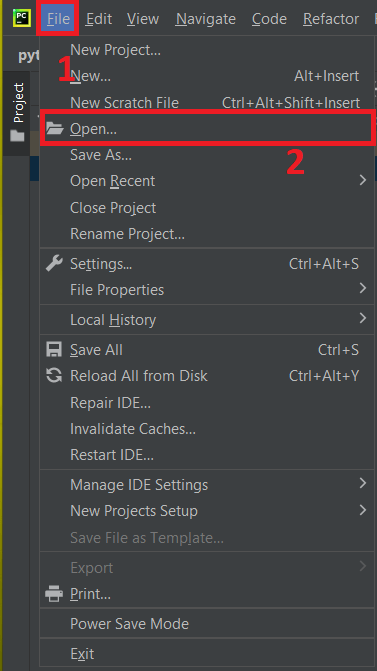 PC File Edit View Navigate Code Refactor
pyt
1
New Project...
New... Alt+Insert
New Scratch File Ctrl+Alt+Shift+Insert
Open...
2
Save As...
Open Recent
Close Project
Rename Project...
Settings... Ctrl+Alt+S
File Properties
Local History
Save All Ctrl+S
Reload All from Disk Ctrl+Alt+Y
Repair IDE...
Invalidate Caches...
Restart IDE...
Manage IDE Settings
New Projects Setup
Save File as Template...
Export
Print...
Power Save Mode
Exit
Project